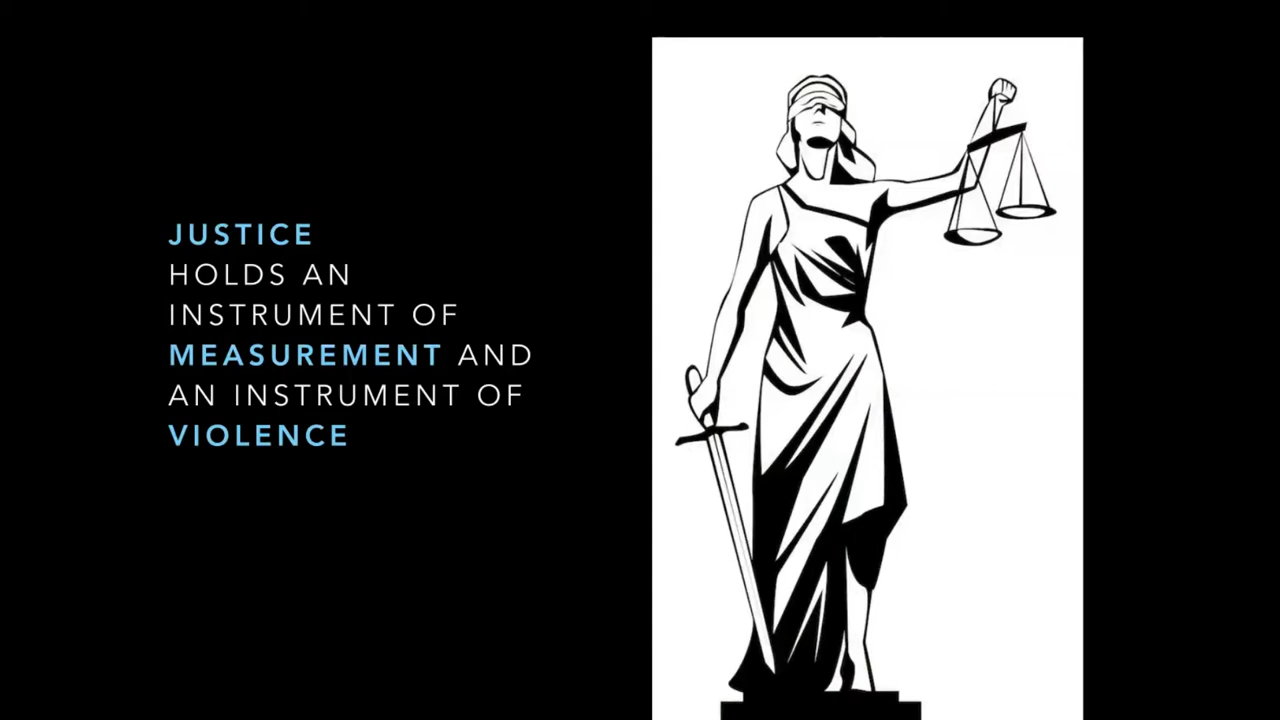 JUSTICE
HOLDS AN
INSTRUMENT OF
MEASUREMENT AND
AN INSTRUMENT OF
VIOLENCE